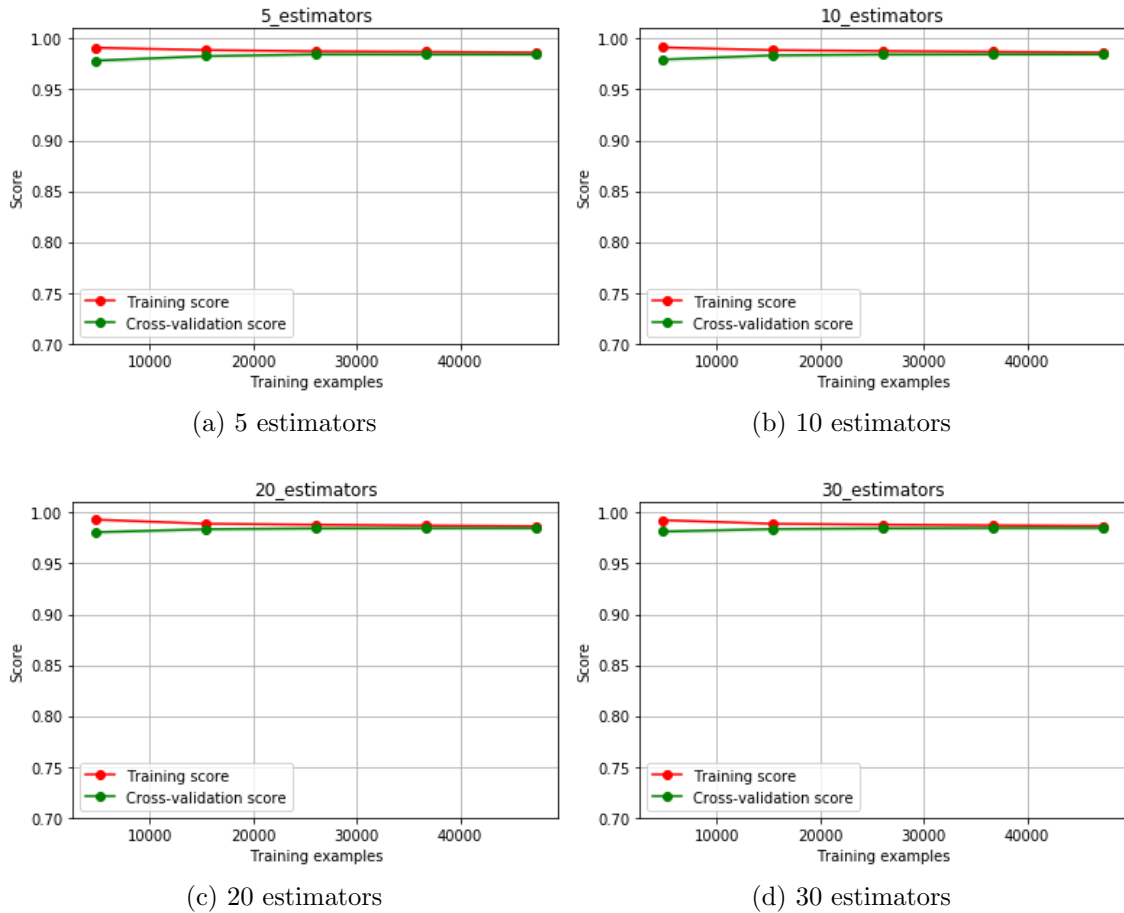 5_estimators
1.00
0.95
0.90
0.85
0.80
0.75
0.70
Score
Training score
Cross-validation score
10000 20000 30000 40000
Training examples
(a) 5 estimators
10_estimators
1.00
0.95
0.90
0.85
0.80
0.75
0.70
Score
Training score
Cross-validation score
10000 20000 30000 40000
Training examples
(b) 10 estimators
20_estimators
1.00
0.95
0.90
0.85
0.80
0.75
0.70
Score
Training score
Cross-validation score
10000 20000 30000 40000
Training examples
(c) 20 estimators
30_estimators
1.00
0.95
0.90
0.85
0.80
0.75
0.70
Score
Training score
Cross-validation score
10000 20000 30000 40000
Training examples
(d) 30 estimators